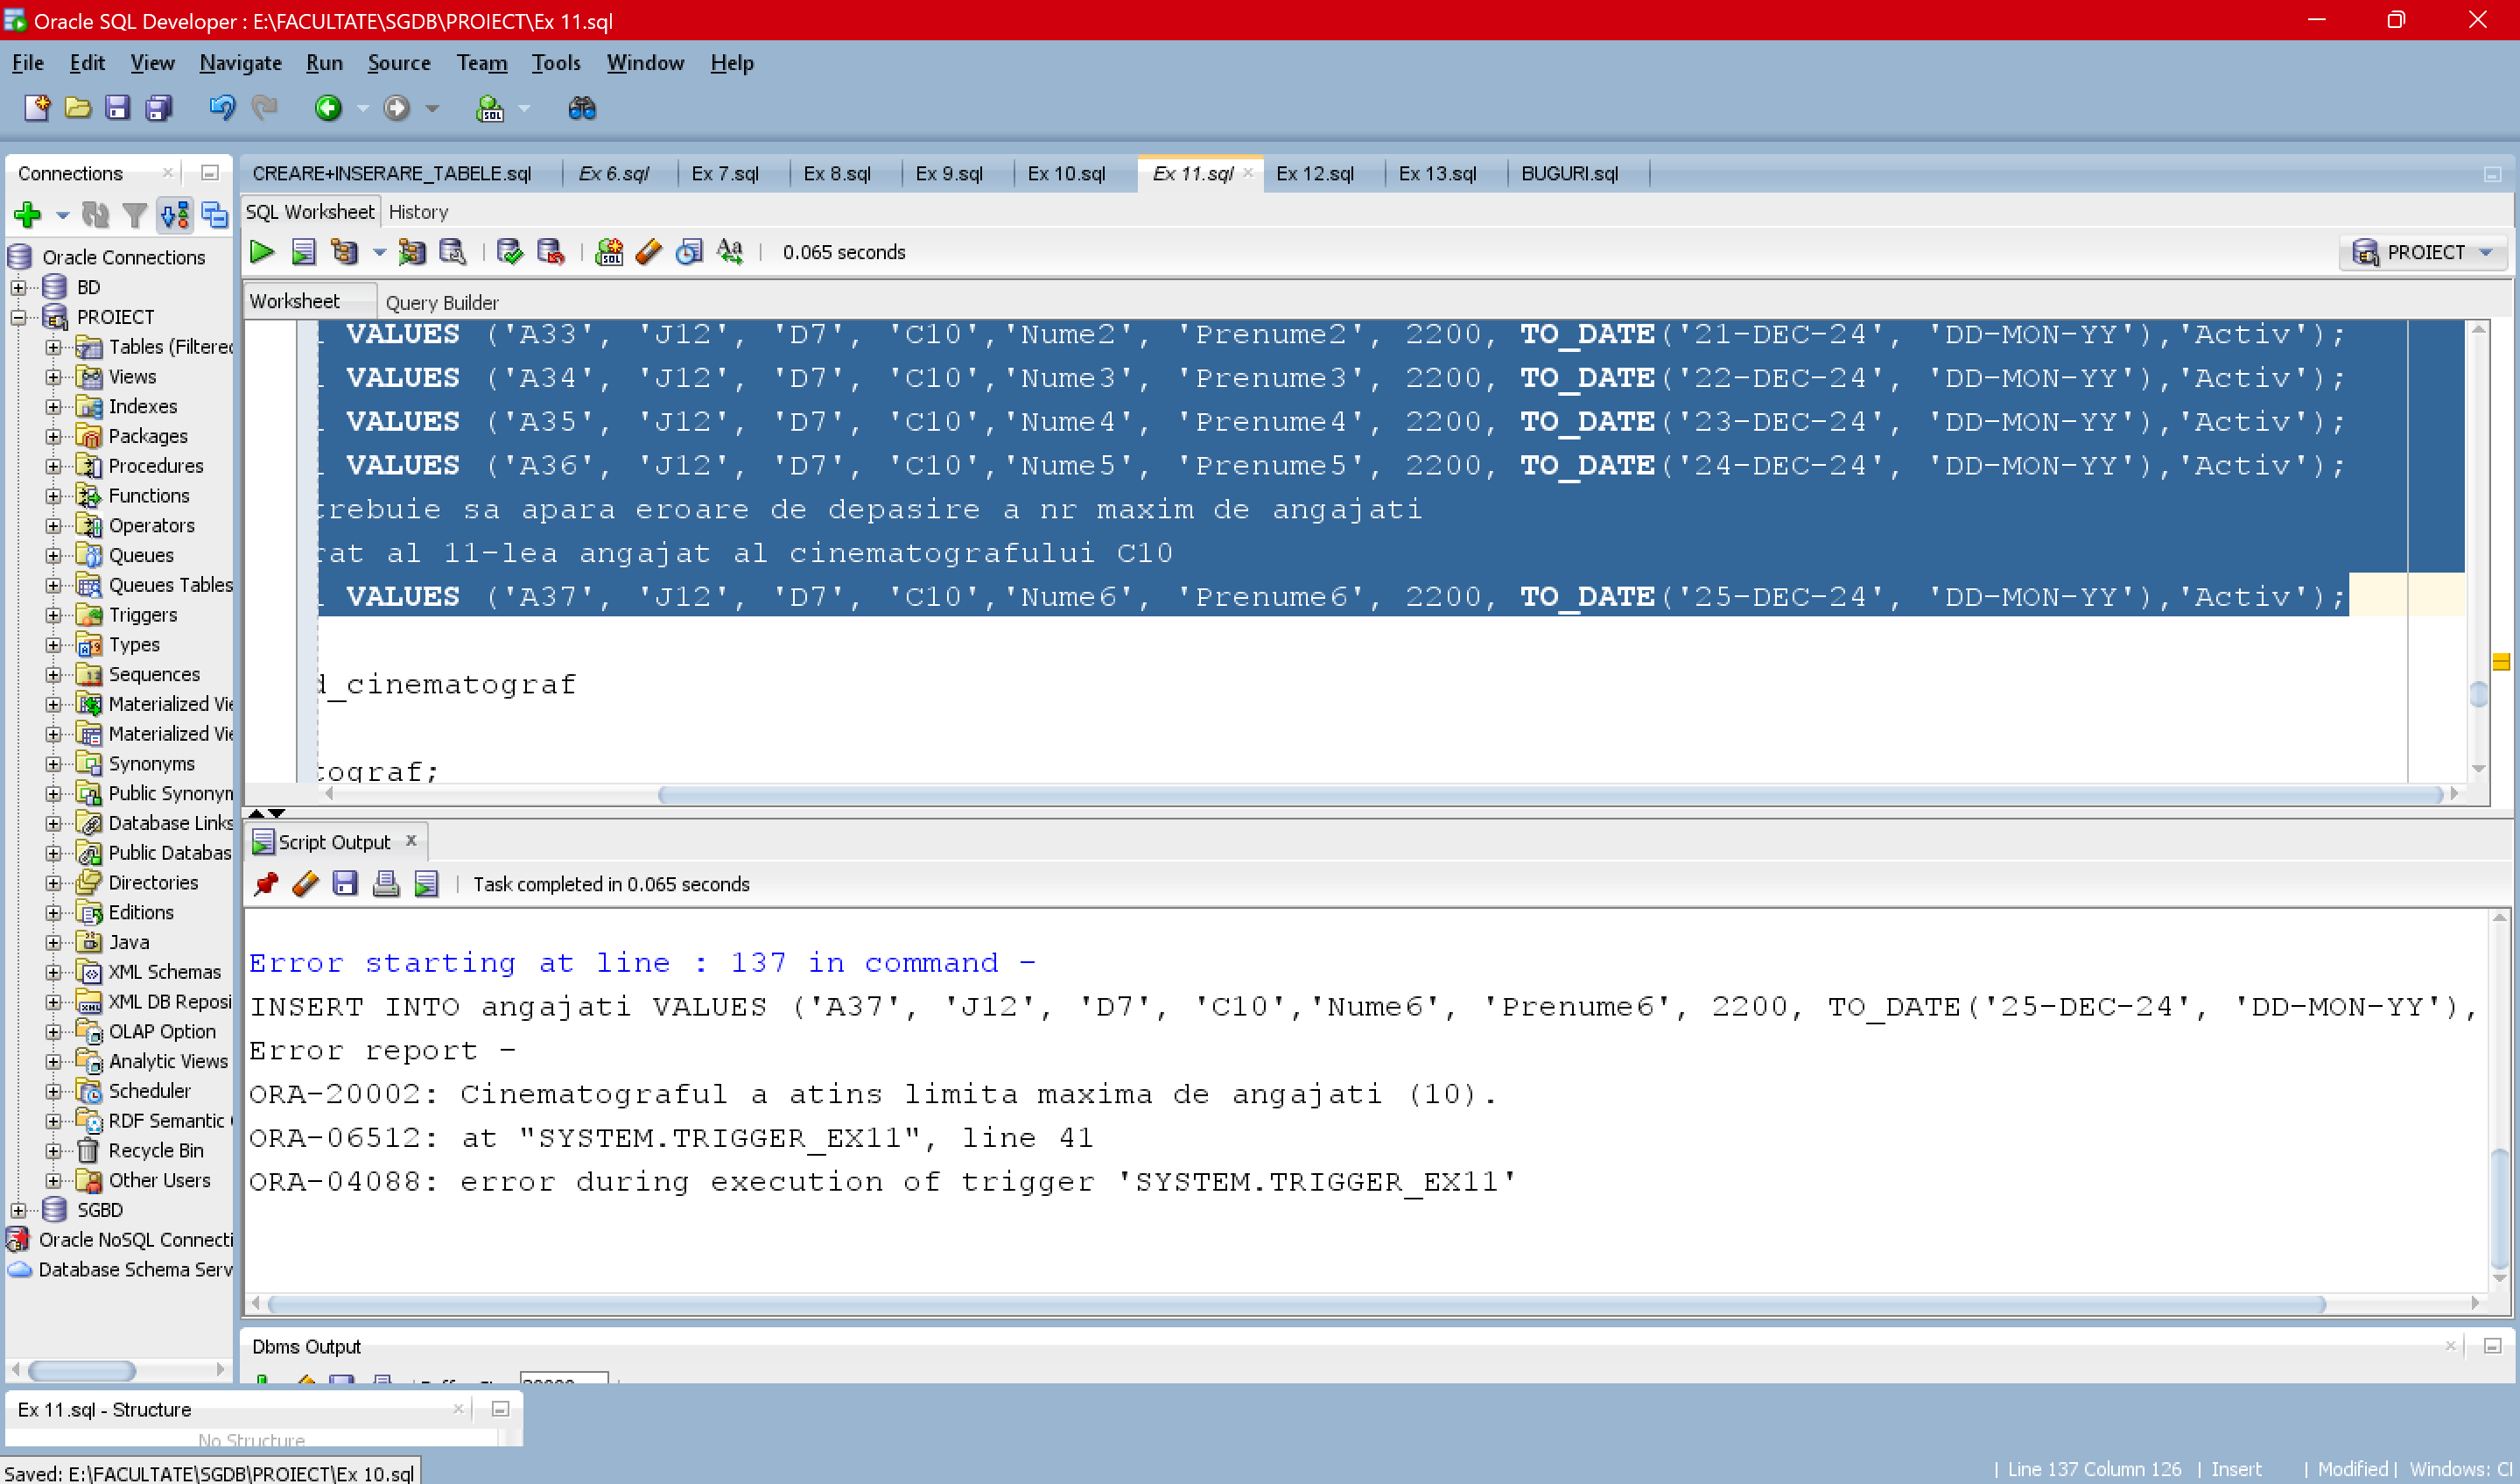 Oracle SQL Developer : E:\FACULTATE\SGDB\PROIECT\Ex 11.sql
File Edit View Navigate Run Source Team Tools Window Help
Connections
CREARE+INSERARE_TABELE.sql Ex 6.sql Ex 7.sql Ex 8.sql Ex 9.sql Ex 10.sql Ex 11.sql Ex 12.sql Ex 13.sql BUGURI.sql
SQL Worksheet History
0.065 seconds
PROIECT
Worksheet Query Builder
VALUES ('A33', 'J12', 'D7', 'C10','Nume2', 'Prenume2', 2200, TO_DATE('21-DEC-24', 'DD-MON-YY'),'Activ');
VALUES ('A34', 'J12', 'D7', 'C10','Nume3', 'Prenume3', 2200, TO_DATE('22-DEC-24', 'DD-MON-YY'),'Activ');
VALUES ('A35', 'J12', 'D7', 'C10','Nume4', 'Prenume4', 2200, TO_DATE('23-DEC-24', 'DD-MON-YY'),'Activ');
VALUES ('A36', 'J12', 'D7', 'C10','Nume5', 'Prenume5', 2200, TO_DATE('24-DEC-24', 'DD-MON-YY'),'Activ');
trebuie sa apara eroare de depasire a nr maxim de angajati
rat al 11-lea angajat al cinematografului C10
VALUES ('A37', 'J12', 'D7', 'C10','Nume6', 'Prenume6', 2200, TO_DATE('25-DEC-24', 'DD-MON-YY'),'Activ');
d_cinematograf
tograf;
Oracle Connections
BD
PROIECT
Tables (Filtered
Views
Indexes
Packages
Procedures
Functions
Operators
Queues
Queues Tables
Triggers
Types
Sequences
Materialized Vie
Materialized Vie
Synonyms
Public Synonym
Database Links
Public Databas
Directories
Editions
Java
XML Schemas
XML DB Reposi
OLAP Option
Analytic Views
Scheduler
RDF Semantic
Recycle Bin
Other Users
SGBD
Oracle NoSQL Connecti
Database Schema Serv
Script Output
Task completed in 0.065 seconds
Error starting at line : 137 in command -
INSERT INTO angajati VALUES ('A37', 'J12', 'D7', 'C10','Nume6', 'Prenume6', 2200, TO_DATE('25-DEC-24', 'DD-MON-YY'),
Error report -
ORA-20002: Cinematograful a atins limita maxima de angajati (10).
ORA-06512: at "SYSTEM.TRIGGER_EX11", line 41
ORA-04088: error during execution of trigger 'SYSTEM.TRIGGER_EX11'
Dbms Output
Ex 11.sql - Structure
No Structure
Saved: E:\FACULTATE\SGDB\PROIECT\Ex 10.sql
| Line 137 Column 126 | Insert | Modified | Windows: Cl